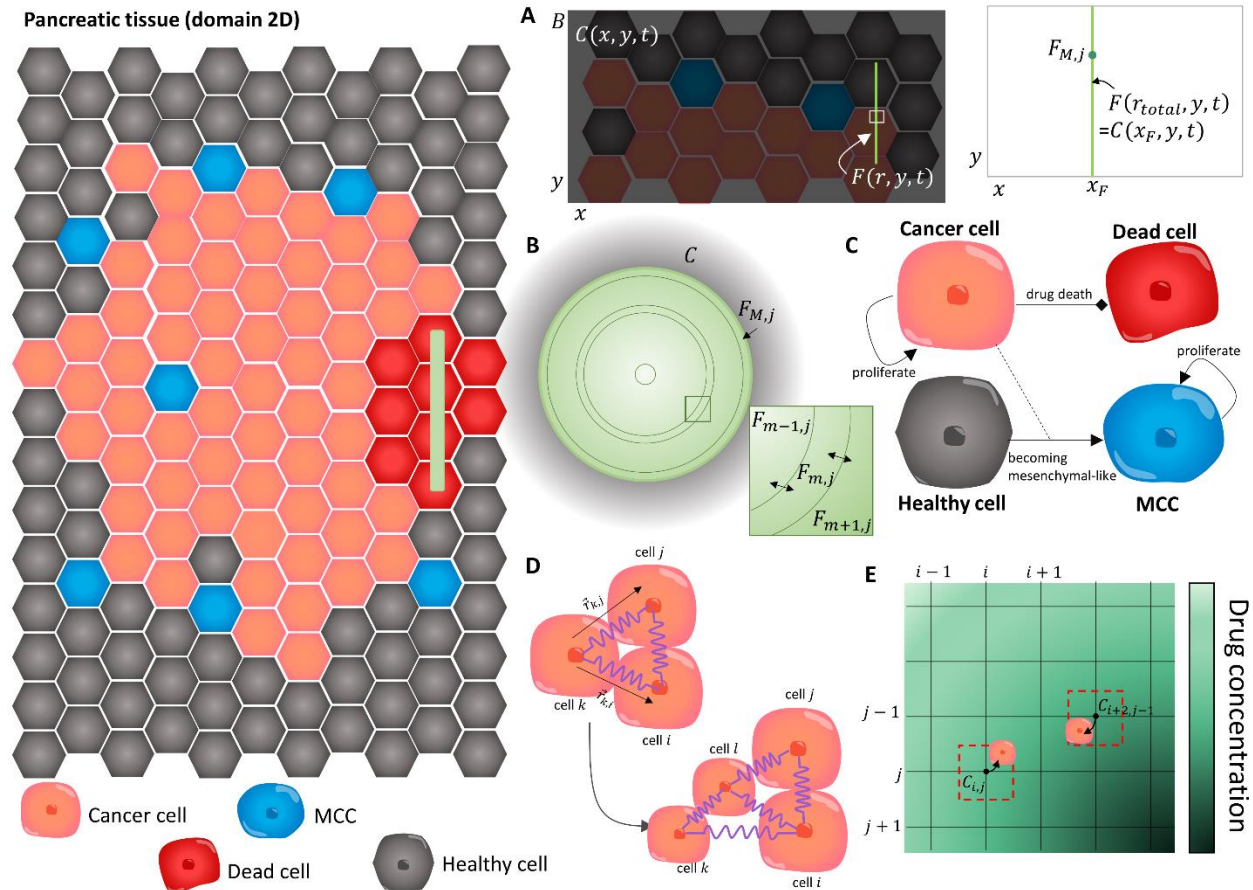 Pancreatic tissue (domain 2D)
Cancer cell
MCC
Dead cell
Healthy cell
A
B
C(x, y, t)
y
x
F(r, y, t)
F_{M,j}
F(r_{total}, y, t)
=C(x_F, y, t)
y
x
x_F
B
C
F_{M,j}
F_{m−1,j}
F_{m,j}
F_{m+1,j}
C
Cancer cell
Dead cell
drug death
proliferate
proliferate
becoming
mesenchymal-like
Healthy cell
MCC
D
cell j
r⃗_{k,j}
r⃗_{k,i}
cell k
cell i
cell j
cell l
cell k
cell i
E
i − 1
i
i + 1
j − 1
j
j + 1
C_{i+2,j−1}
C_{i,j}
Drug concentration